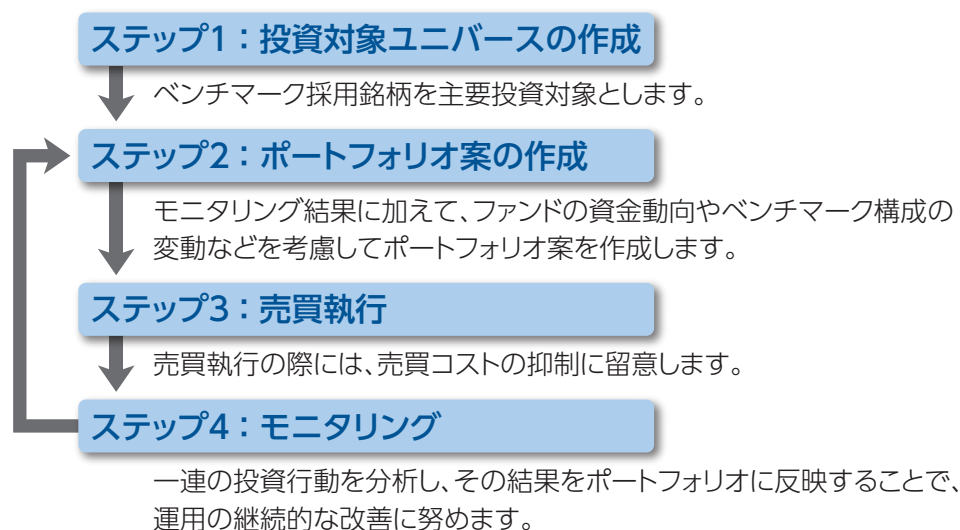 ステップ1：投資対象ユニバースの作成
ベンチマーク採用銘柄を主要投資対象とします。
ステップ2：ポートフォリオ案の作成
モニタリング結果に加えて、ファンドの資金動向やベンチマーク構成の
変動などを考慮してポートフォリオ案を作成します。
ステップ3：売買執行
売買執行の際には、売買コストの抑制に留意します。
ステップ4：モニタリング
一連の投資行動を分析し、その結果をポートフォリオに反映することで、
運用の継続的な改善に努めます。